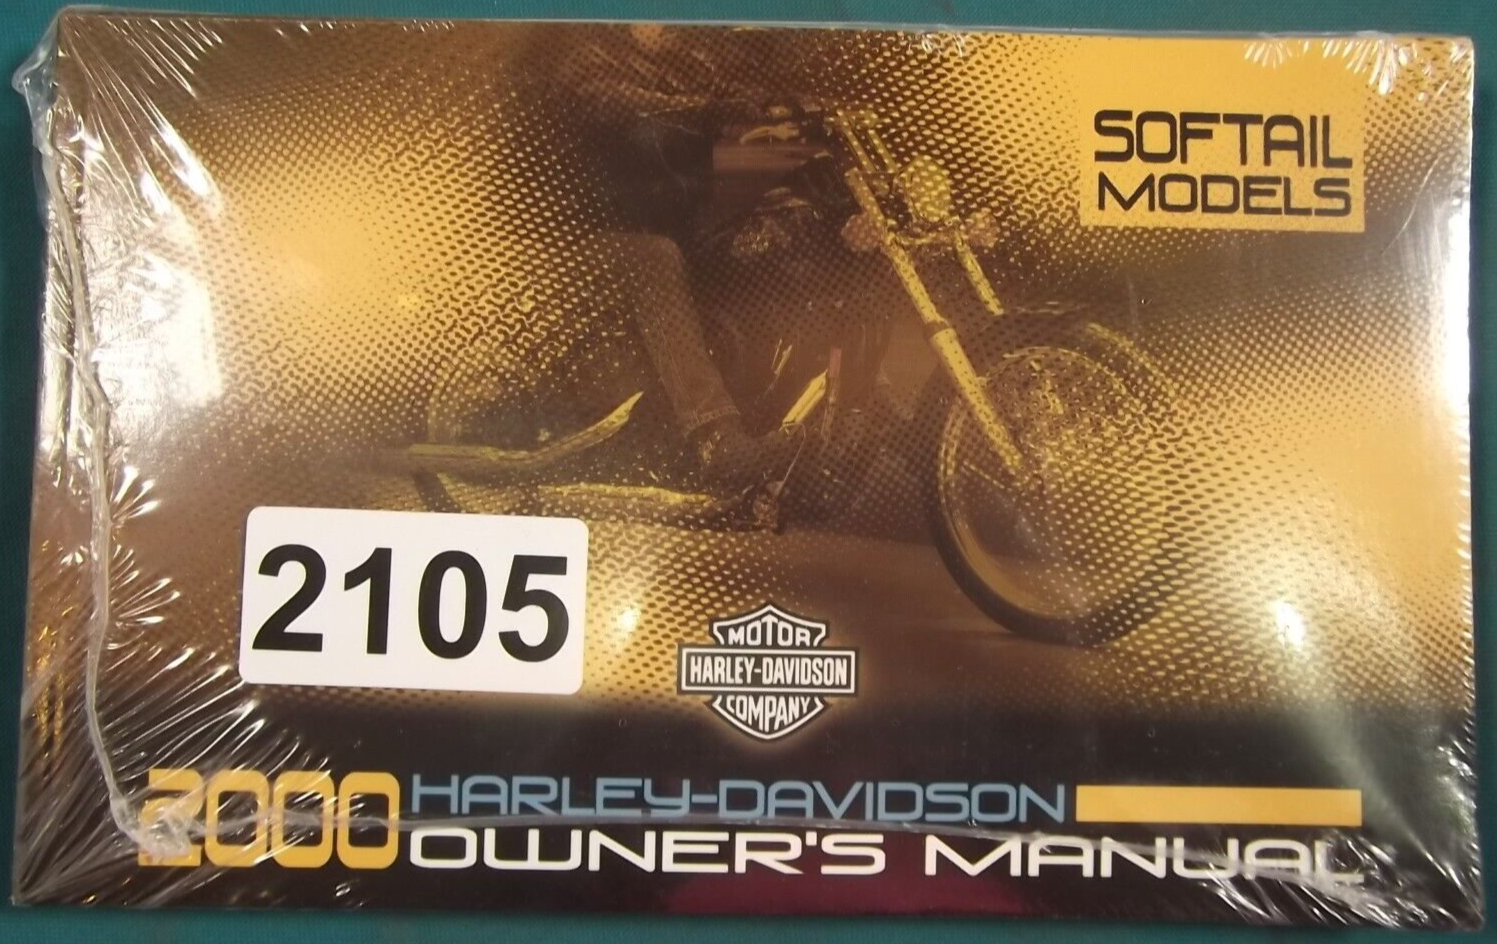 SOFTAIL
MODELS
2105
MOTOR
HARLEY-DAVIDSON
COMPANY
2000 HARLEY-DAVIDSON
OWNER'S MANUAL